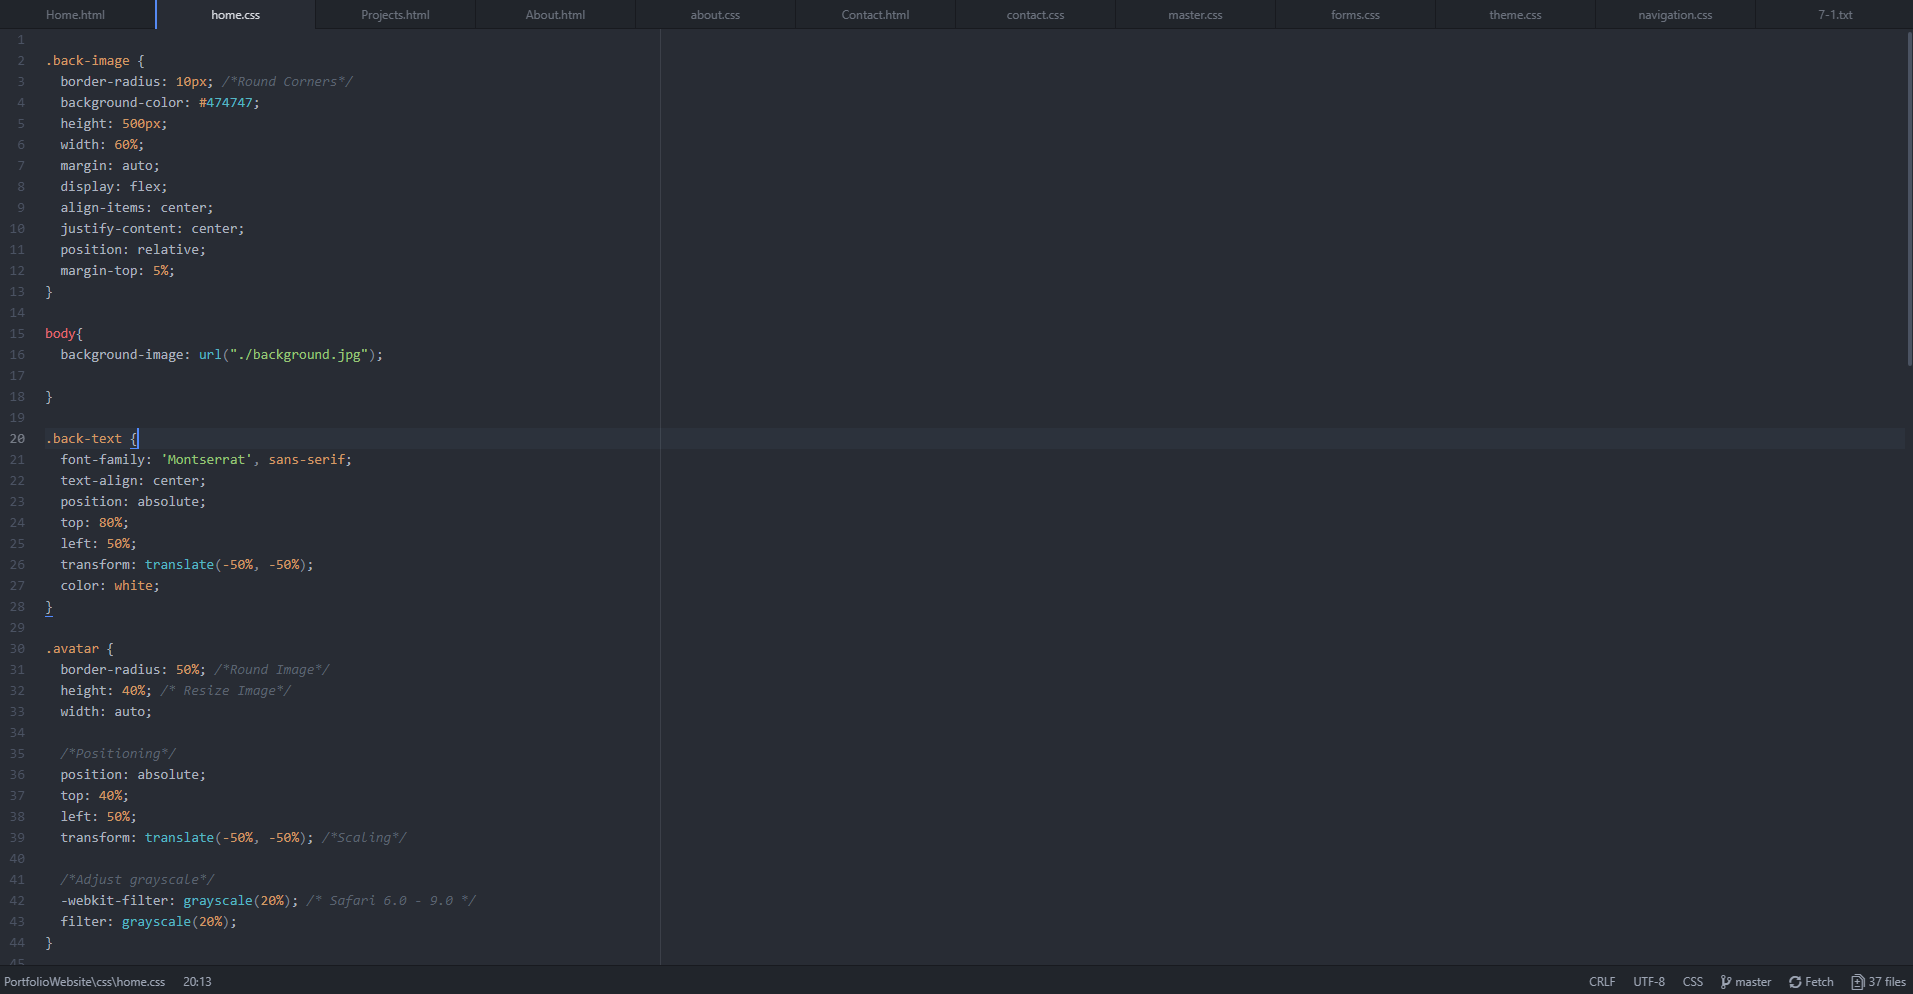 Home.html home.css Projects.html About.html about.css Contact.html contact.css master.css forms.css theme.css navigation.css 7-1.txt
1
2 .back-image {
3   border-radius: 10px; /*Round Corners*/
4   background-color: #474747;
5   height: 500px;
6   width: 60%;
7   margin: auto;
8   display: flex;
9   align-items: center;
10   justify-content: center;
11   position: relative;
12   margin-top: 5%;
13 }
14
15 body{
16   background-image: url("./background.jpg");
17
18 }
19
20 .back-text {
21   font-family: 'Montserrat', sans-serif;
22   text-align: center;
23   position: absolute;
24   top: 80%;
25   left: 50%;
26   transform: translate(-50%, -50%);
27   color: white;
28 }
29
30 .avatar {
31   border-radius: 50%; /*Round Image*/
32   height: 40%; /* Resize Image*/
33   width: auto;
34
35   /*Positioning*/
36   position: absolute;
37   top: 40%;
38   left: 50%;
39   transform: translate(-50%, -50%); /*Scaling*/
40
41   /*Adjust grayscale*/
42   -webkit-filter: grayscale(20%); /* Safari 6.0 - 9.0 */
43   filter: grayscale(20%);
44 }
45
PortfolioWebsite\css\home.css 20:13 CRLF UTF-8 CSS master Fetch 37 files